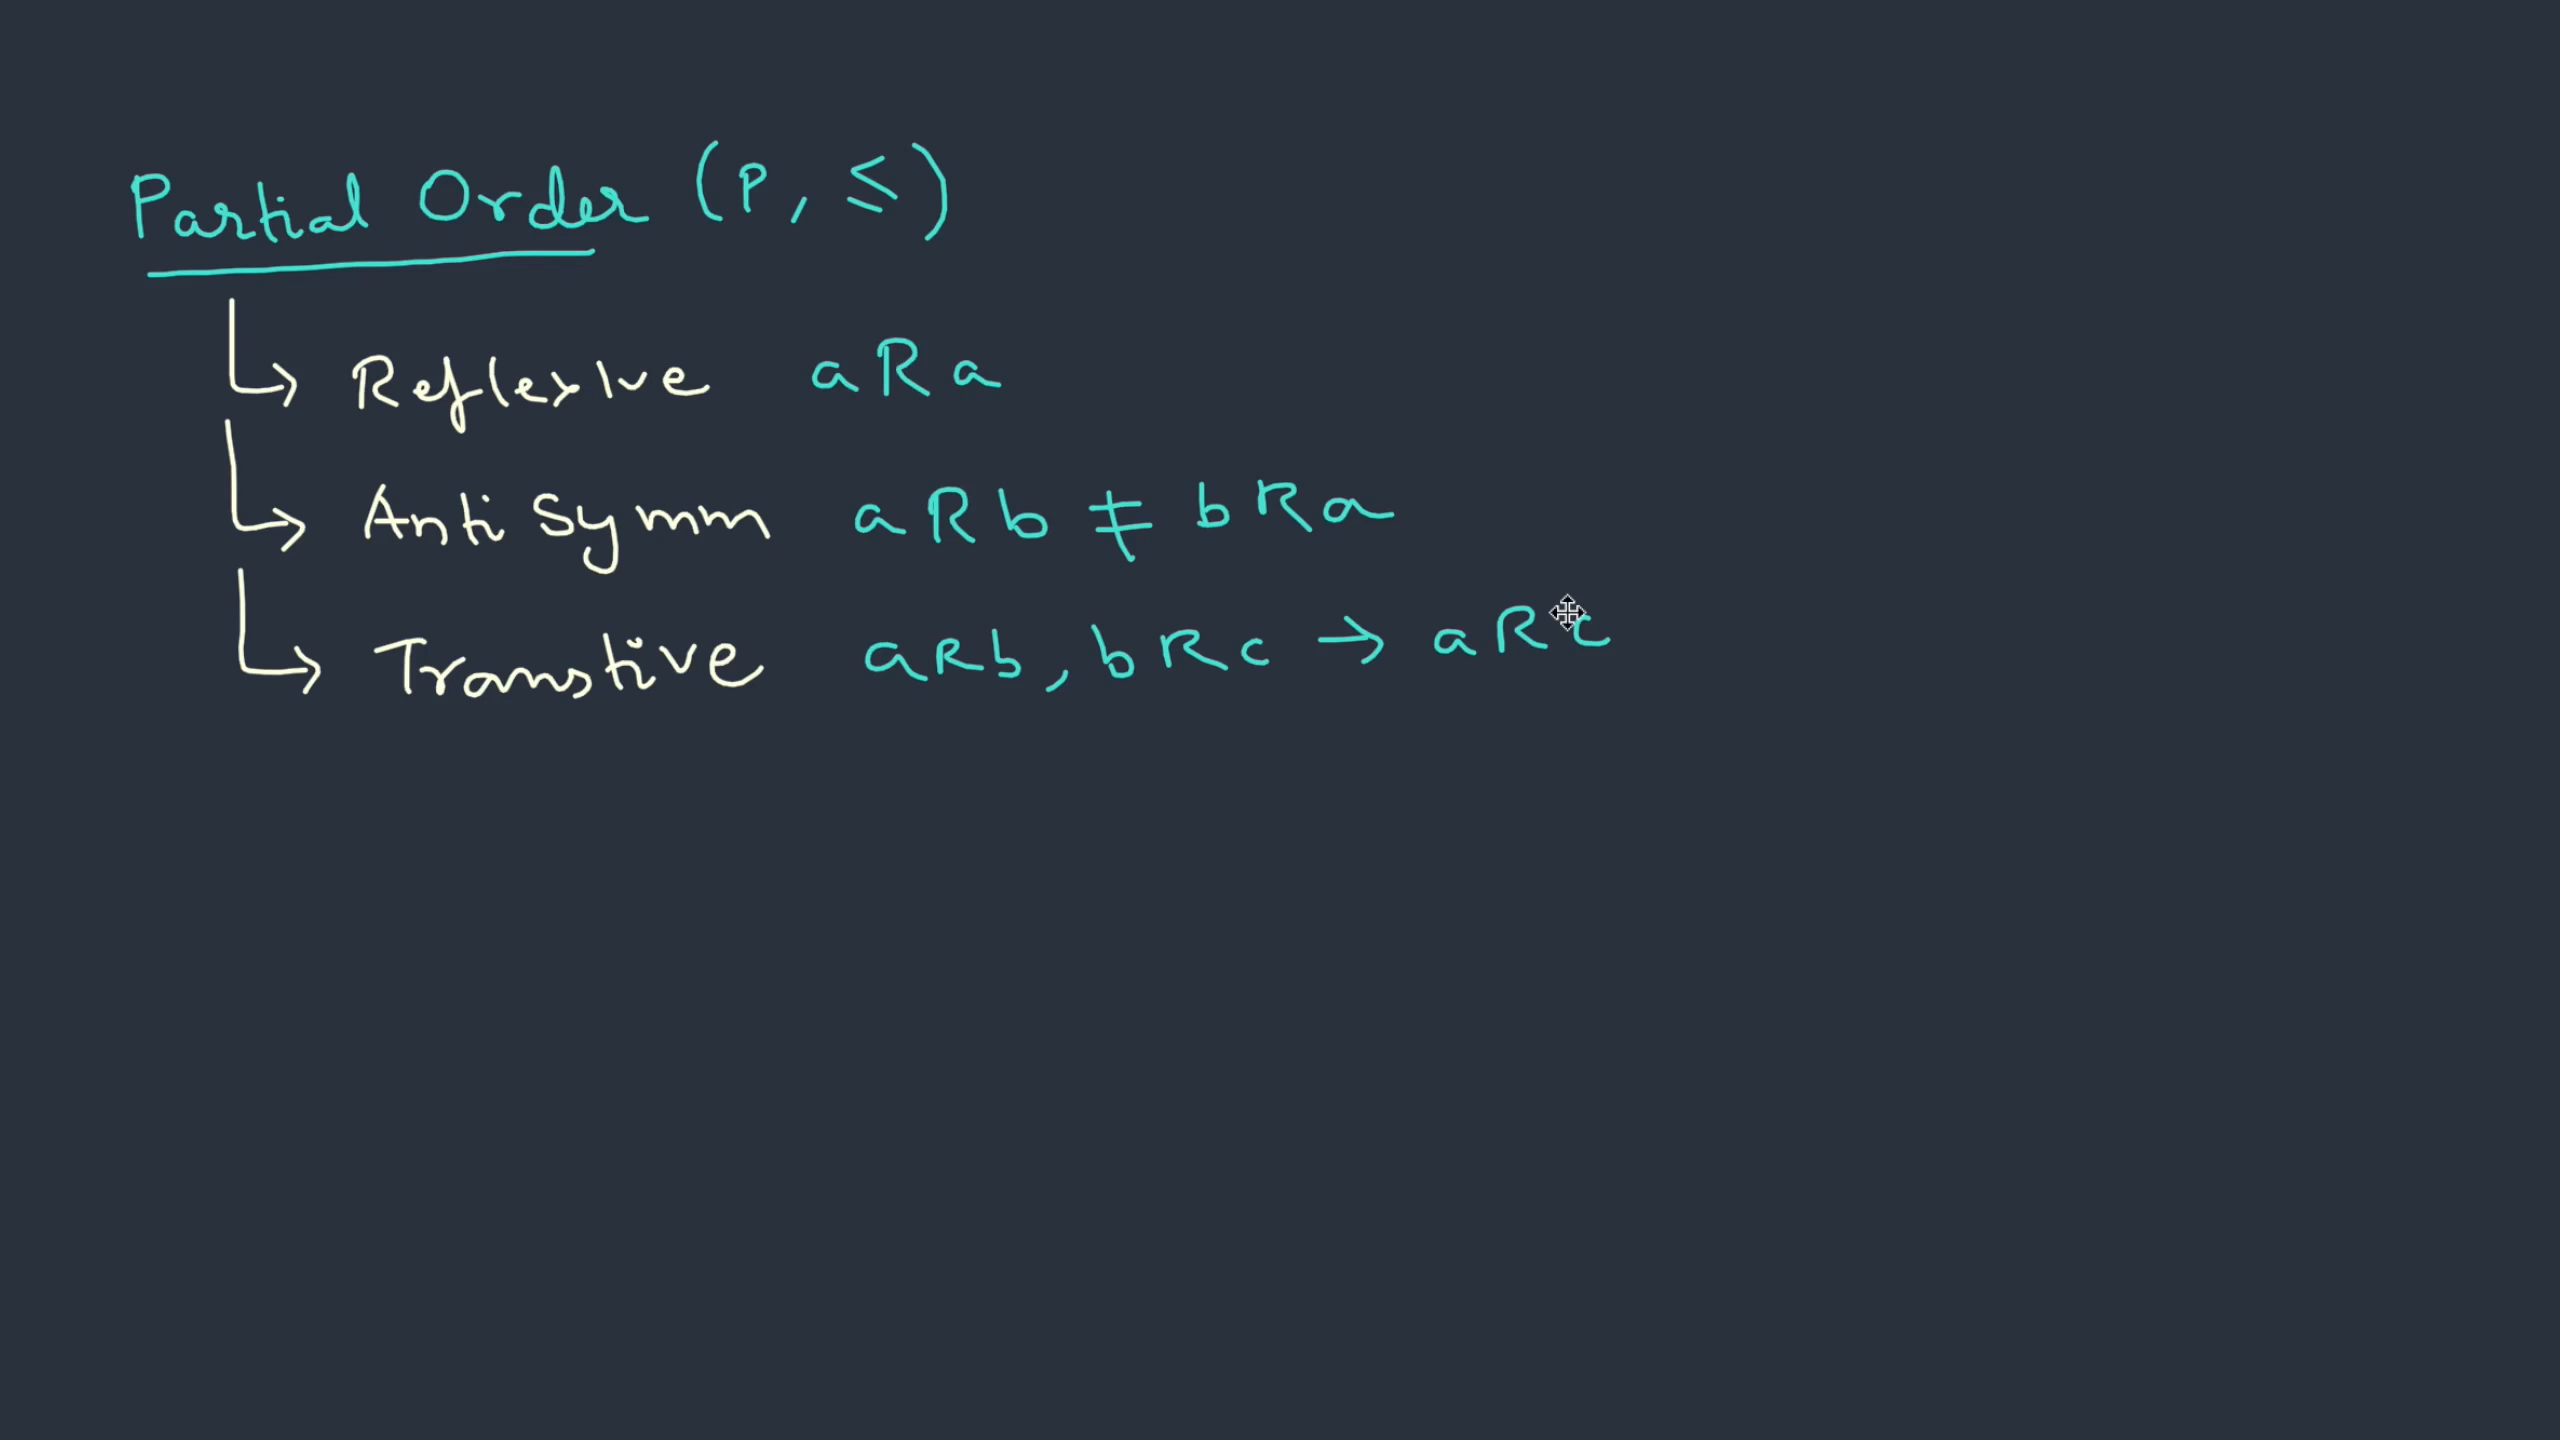 Partial Order (P, ≤)
Reflexive aRa
Anti Symm aRb ≠ bRa
Transtive aRb, bRc → aRc